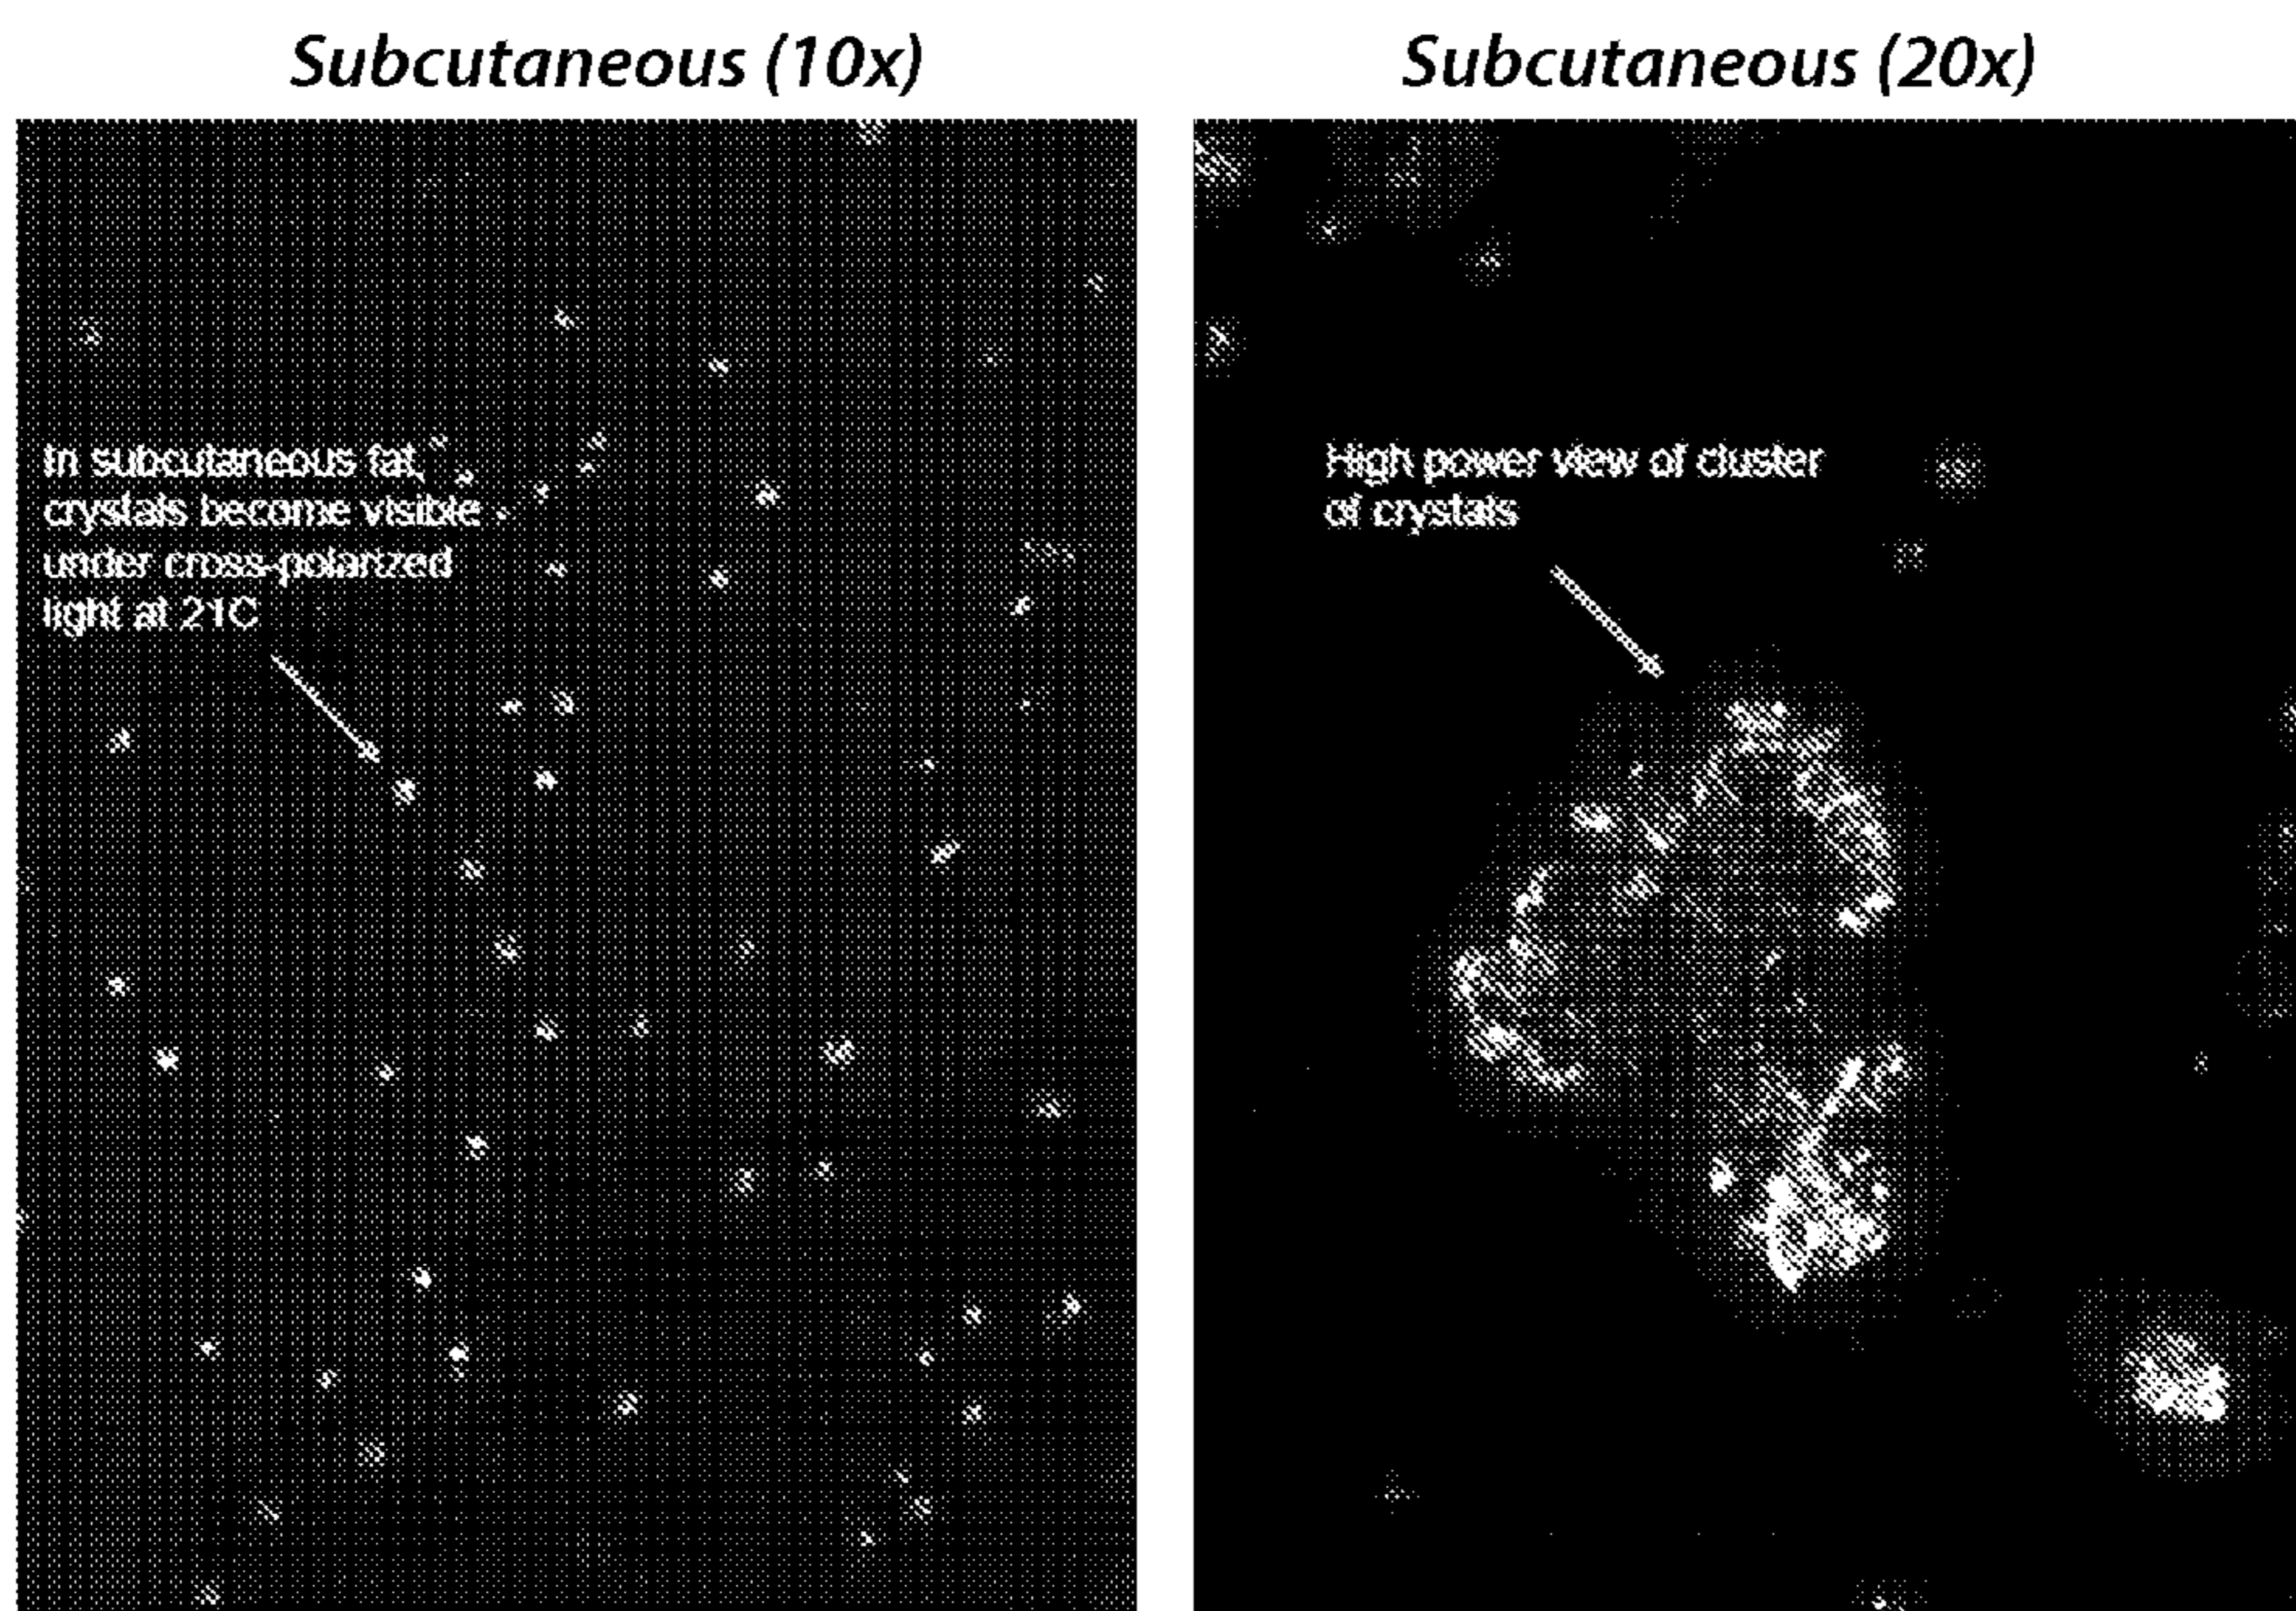 Subcutaneous (10x)
Subcutaneous (20x)
In subcutaneous fat,
crystals become visible
under cross-polarized
light at 21C
High power view of cluster
of crystals